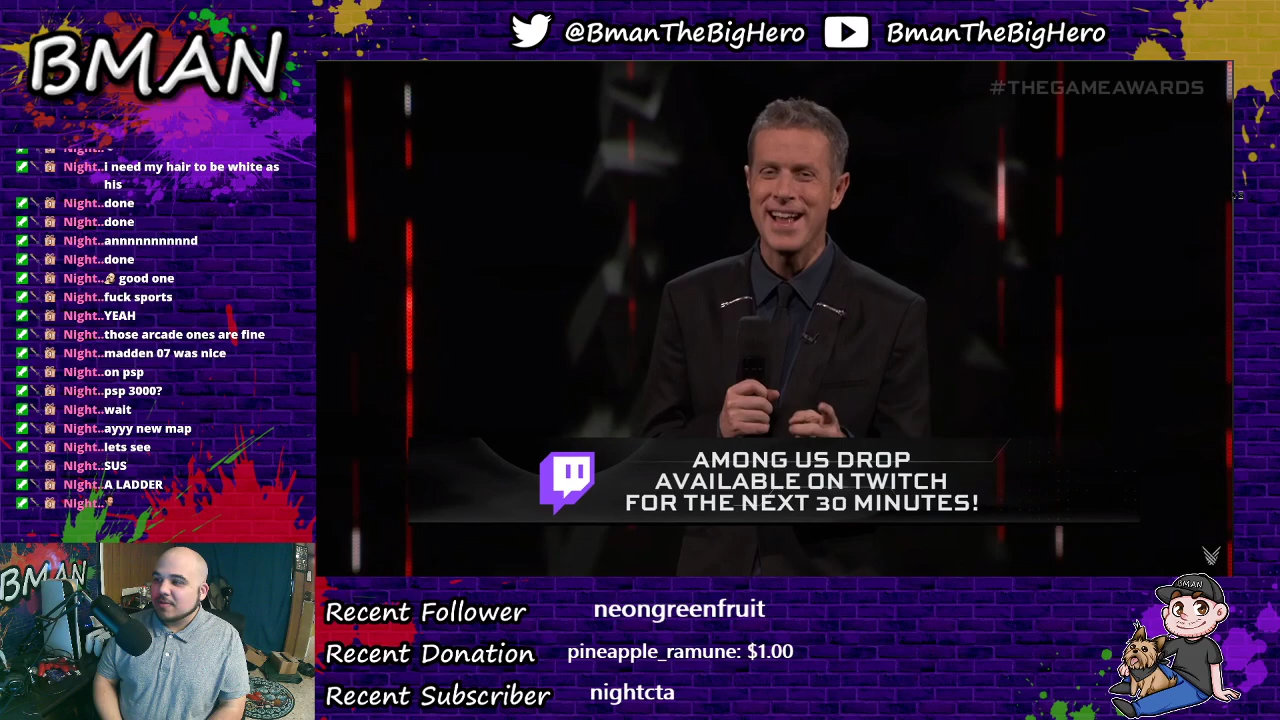 BMAN
@BmanTheBigHero
BmanTheBigHero
#THEGAMEAWARDS
Night..i need my hair to be white as
his
Night..done
Night..done
Night..annnnnnnnnd
Night..done
Night.. good one
Night..fuck sports
Night..YEAH
Night..those arcade ones are fine
Night..madden 07 was nice
Night..on psp
Night..psp 3000?
Night..wait
Night..ayyy new map
Night..lets see
Night..SUS
Night..A LADDER
Night..
AMONG US DROP
AVAILABLE ON TWITCH
FOR THE NEXT 30 MINUTES!
BMAN
BMAN
Recent Follower neongreenfruit
Recent Donation pineapple_ramune: $1.00
Recent Subscriber nightcta